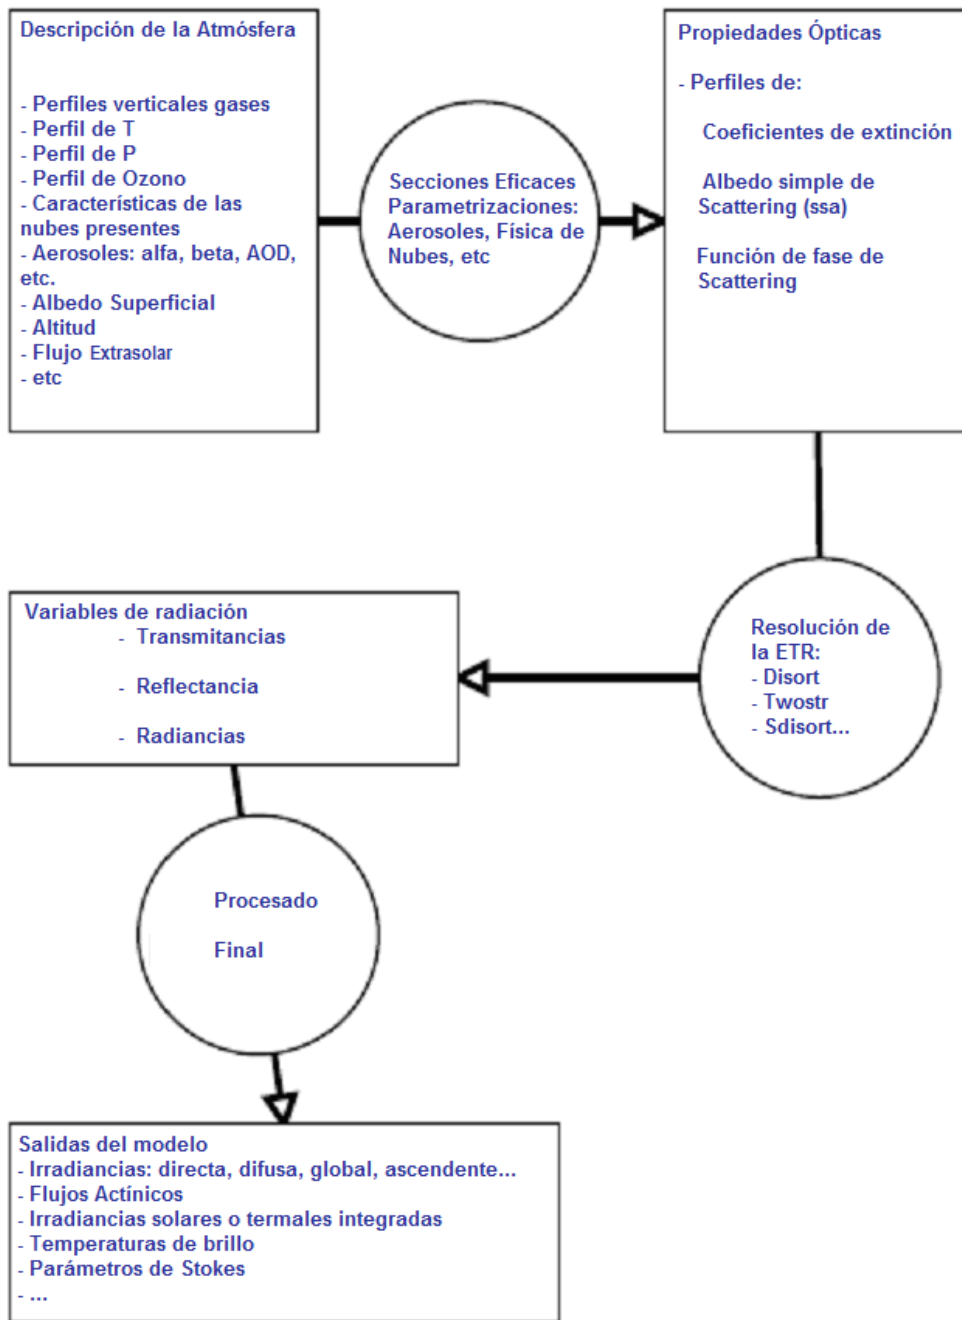 Descripción de la Atmósfera
- Perfiles verticales gases
- Perfil de T
- Perfil de P
- Perfil de Ozono
- Características de las
nubes presentes
- Aerosoles: alfa, beta, AOD,
etc.
- Albedo Superficial
- Altitud
- Flujo Extrasolar
- etc
Secciones Eficaces
Parametrizaciones:
Aerosoles, Física de
Nubes, etc
Propiedades Ópticas
- Perfiles de:
Coeficientes de extinción
Albedo simple de
Scattering (ssa)
Función de fase de
Scattering
Resolución de
la ETR:
- Disort
- Twostr
- Sdisort...
Variables de radiación
- Transmitancias
- Reflectancia
- Radiancias
Procesado
Final
Salidas del modelo
- Irradiancias: directa, difusa, global, ascendente...
- Flujos Actínicos
- Irradiancias solares o termales integradas
- Temperaturas de brillo
- Parámetros de Stokes
- ...